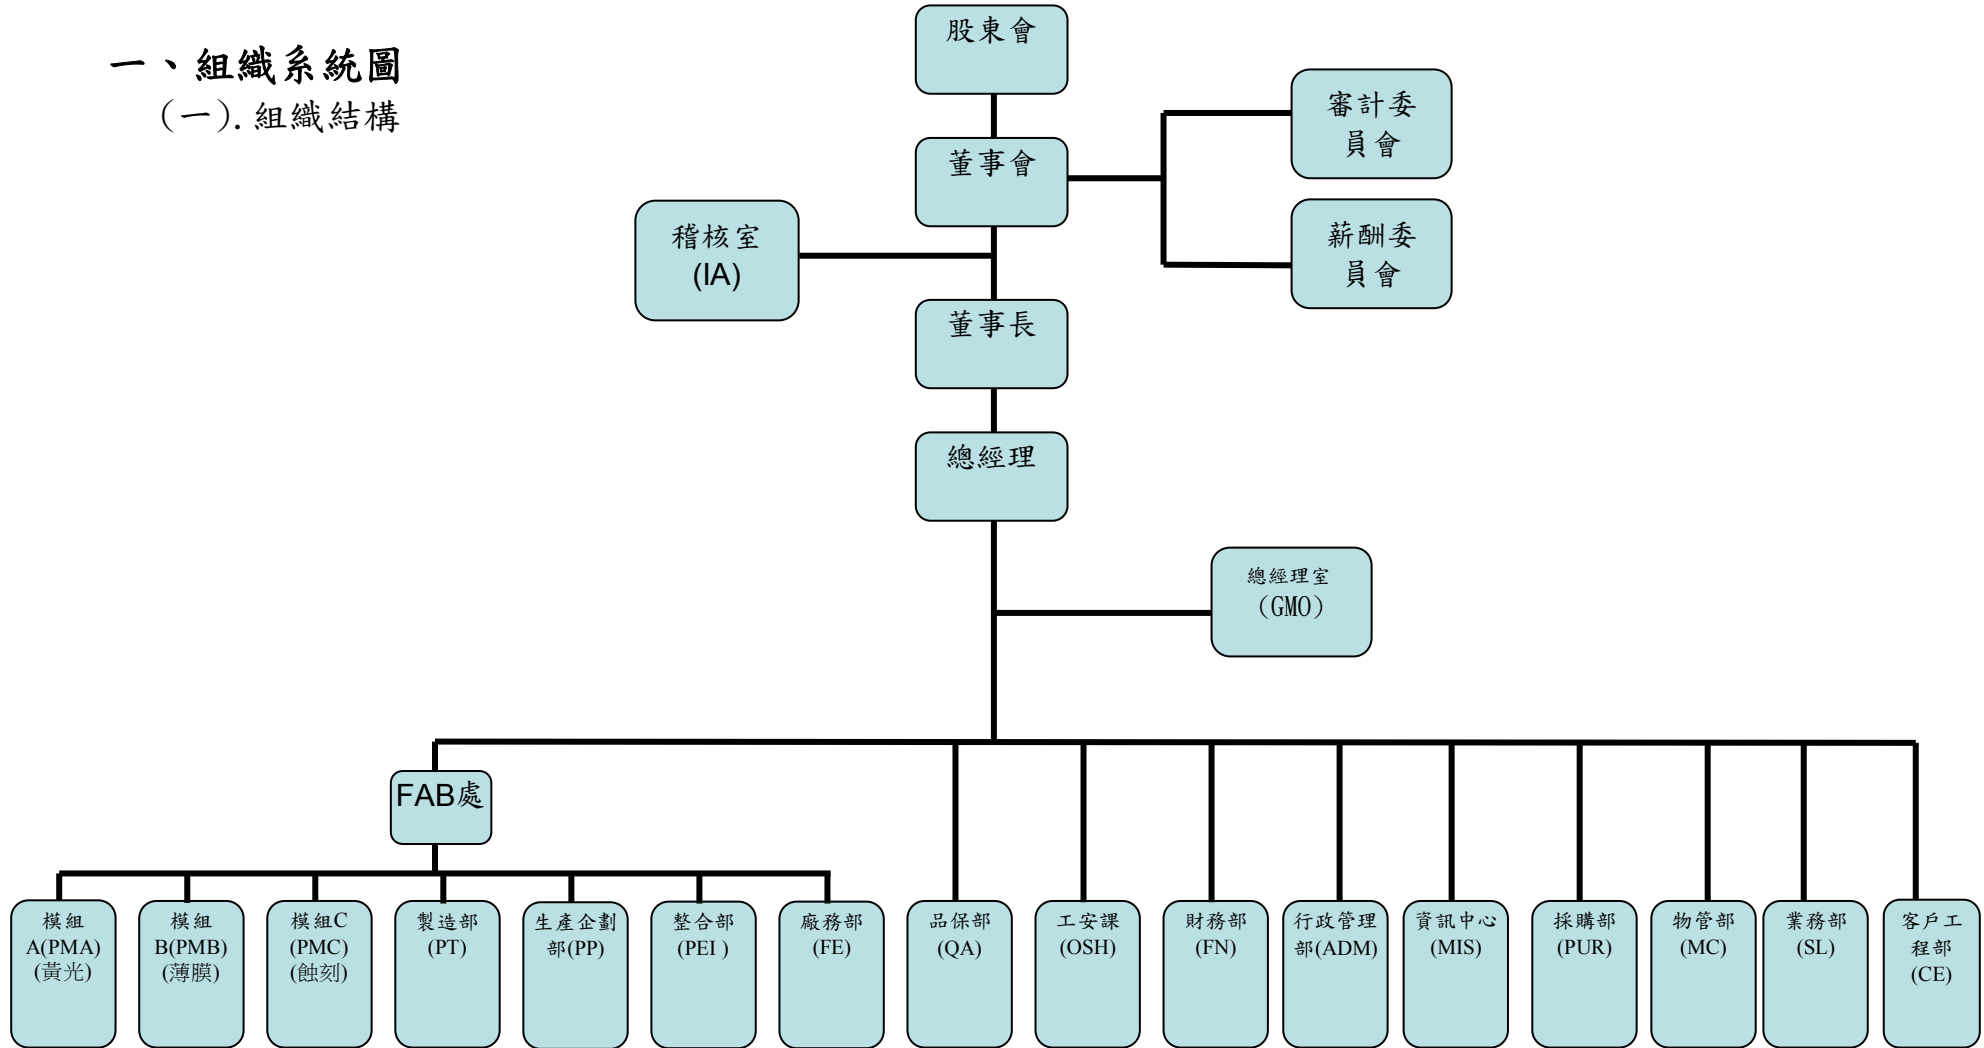 一、組織系統圖
(一).組織結構
股東會
審計委
員會
董事會
薪酬委
員會
稽核室
(IA)
董事長
總經理
總經理室
(GMO)
FAB處
模組
A(PMA)
(黃光)
模組
B(PMB)
(薄膜)
模組C
(PMC)
(蝕刻)
製造部
(PT)
生產企劃
部(PP)
整合部
(PEI )
廠務部
(FE)
品保部
(QA)
工安課
(OSH)
財務部
(FN)
行政管理
部(ADM)
資訊中心
(MIS)
採購部
(PUR)
物管部
(MC)
業務部
(SL)
客戶工
程部
(CE)